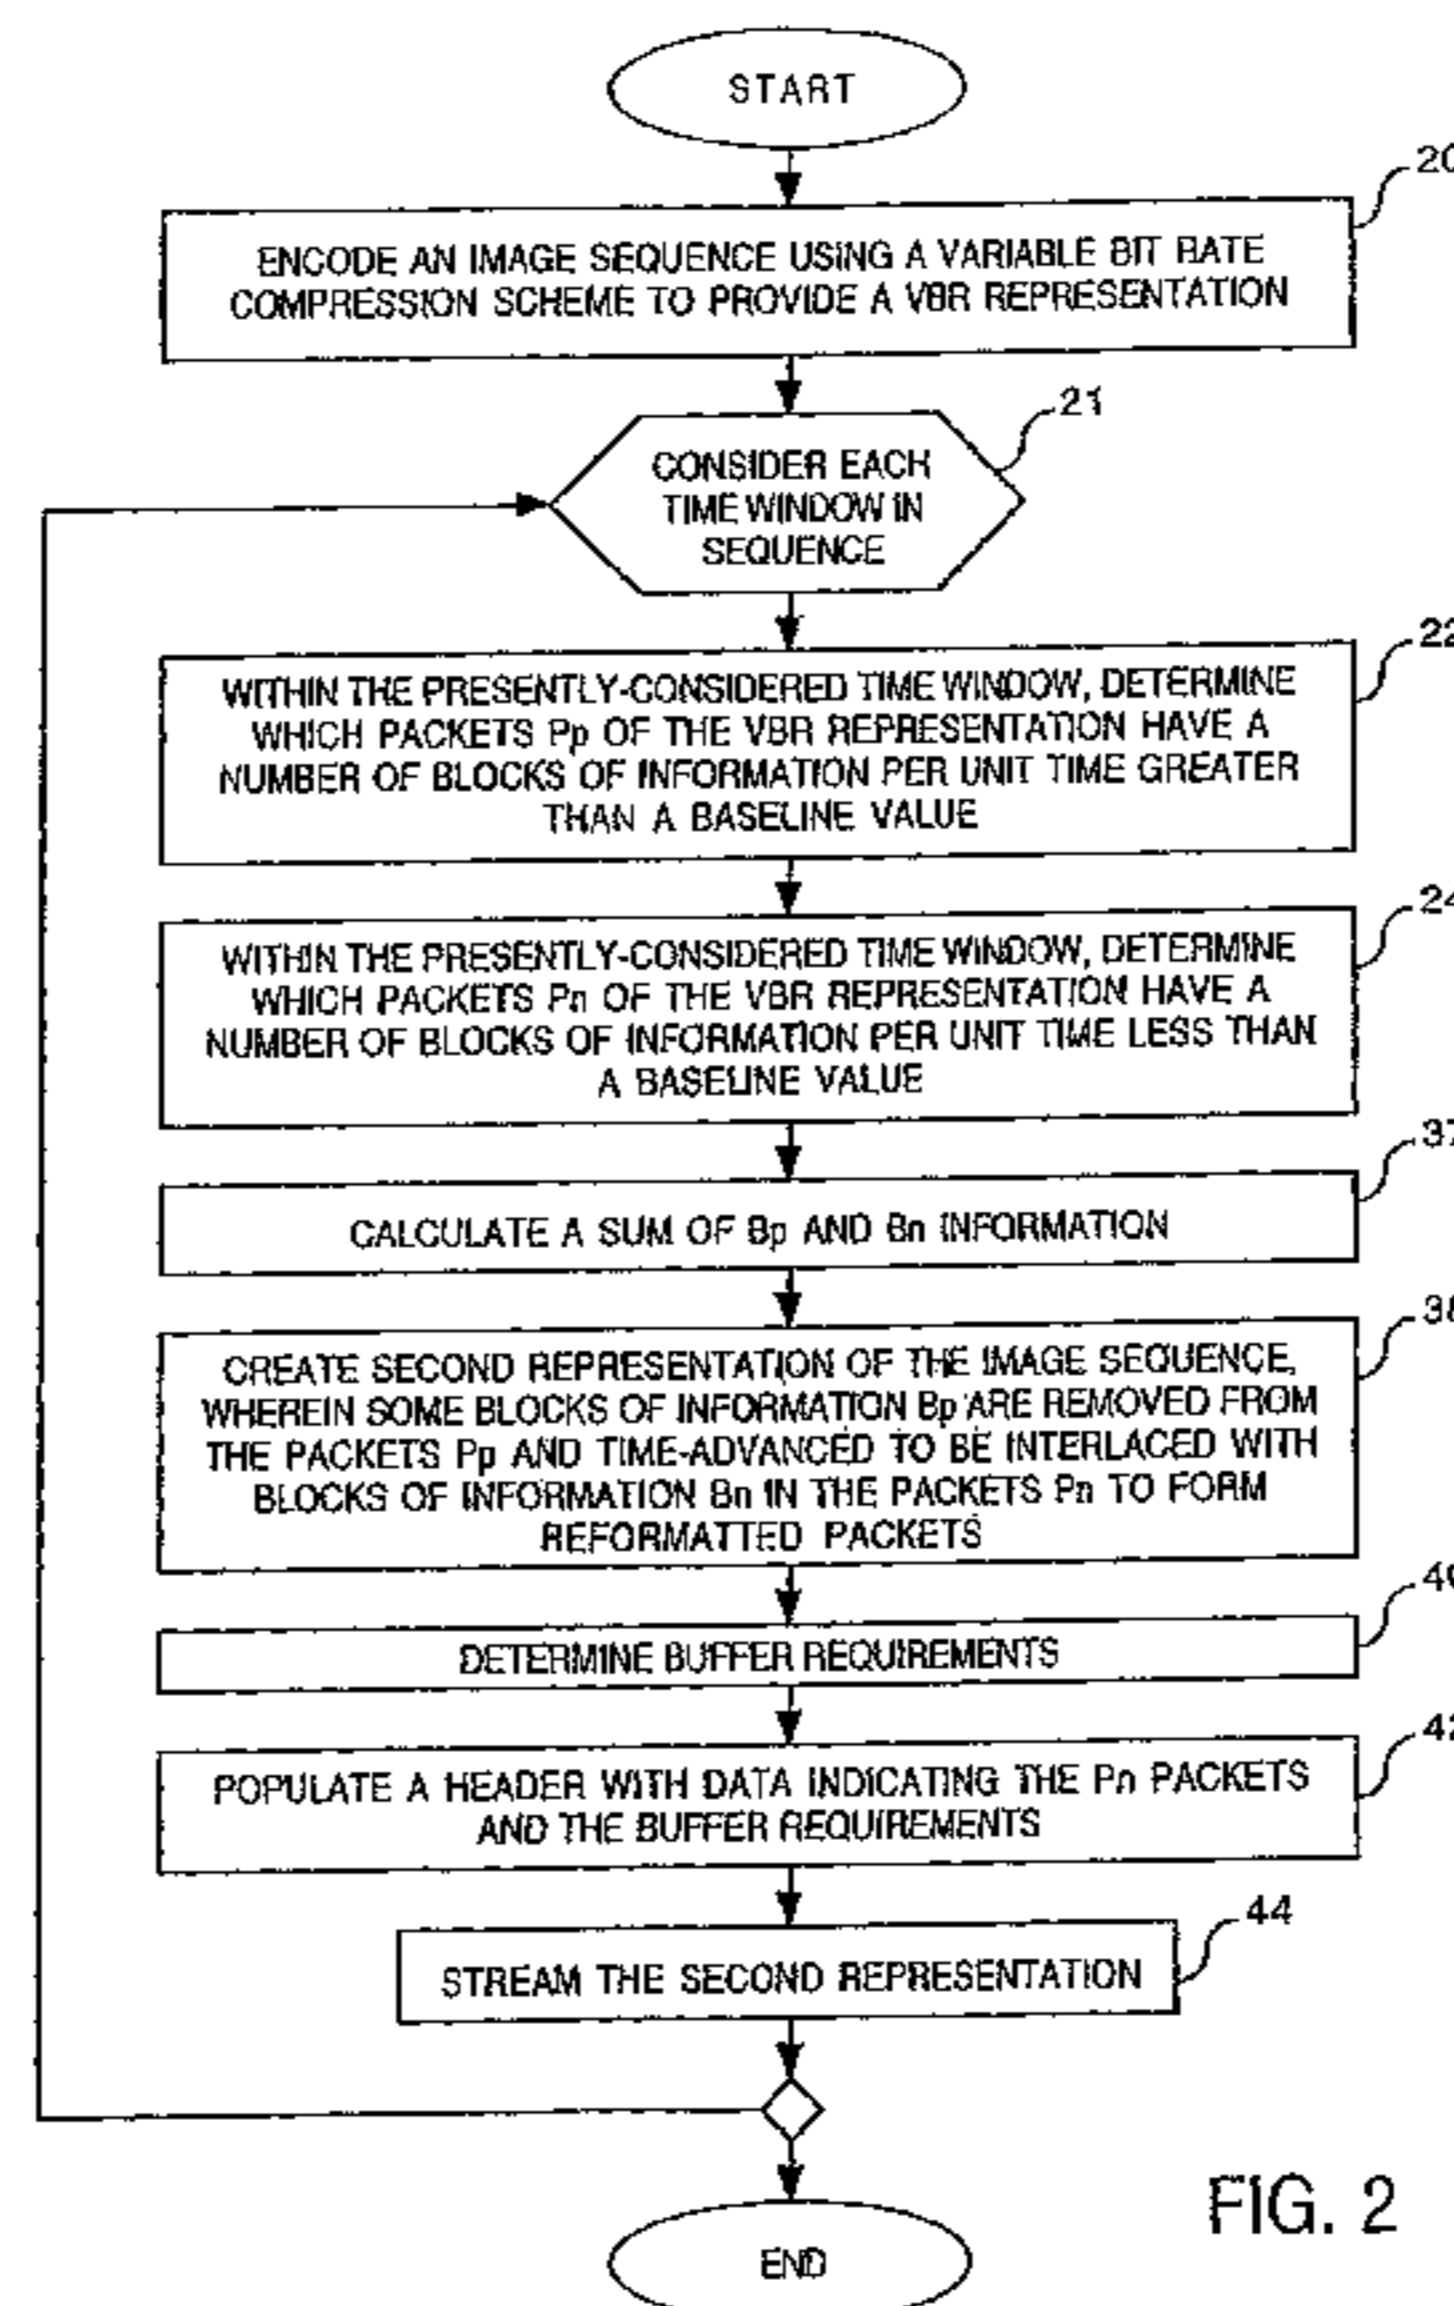 START
20
ENCODE AN IMAGE SEQUENCE USING A VARIABLE BIT RATE
COMPRESSION SCHEME TO PROVIDE A VBR REPRESENTATION
21
CONSIDER EACH
TIME WINDOW IN
SEQUENCE
22
WITHIN THE PRESENTLY-CONSIDERED TIME WINDOW, DETERMINE
WHICH PACKETS Pp OF THE VBR REPRESENTATION HAVE A
NUMBER OF BLOCKS OF INFORMATION PER UNIT TIME GREATER
THAN A BASELINE VALUE
24
WITHIN THE PRESENTLY-CONSIDERED TIME WINDOW, DETERMINE
WHICH PACKETS Pn OF THE VBR REPRESENTATION HAVE A
NUMBER OF BLOCKS OF INFORMATION PER UNIT TIME LESS THAN
A BASELINE VALUE
37
CALCULATE A SUM OF Bp AND Bn INFORMATION
38
CREATE SECOND REPRESENTATION OF THE IMAGE SEQUENCE,
WHEREIN SOME BLOCKS OF INFORMATION Bp ARE REMOVED FROM
THE PACKETS Pp AND TIME-ADVANCED TO BE INTERLACED WITH
BLOCKS OF INFORMATION Bn IN THE PACKETS Pn TO FORM
REFORMATTED PACKETS
40
DETERMINE BUFFER REQUIREMENTS
42
POPULATE A HEADER WITH DATA INDICATING THE Pn PACKETS
AND THE BUFFER REQUIREMENTS
44
STREAM THE SECOND REPRESENTATION
END
FIG. 2